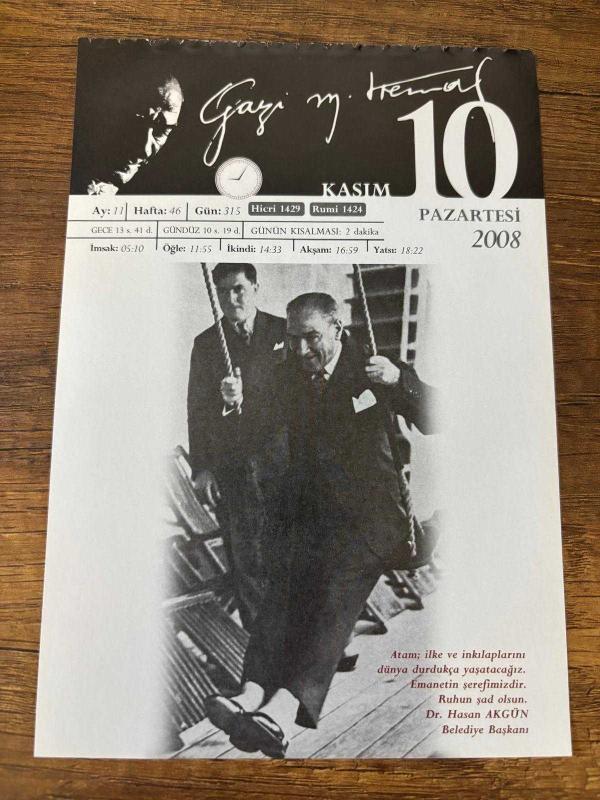 Gazi M. Kemal
KASIM 10
Ay: 11 Hafta: 46 Gün: 315 Hicri 1429 Rumi 1424
PAZARTESİ
2008
GECE 13 s. 41 d. GÜNDÜZ 10 s. 19 d. GÜNÜN KISALMASI: 2 dakika
Imsak: 05:10 Öğle: 11:55 İkindi: 14:33 Akşam: 16:59 Yatsı: 18:22
Atam; ilke ve inkılaplarını
dünya durdukça yaşatacağız.
Emanetin şerefimizdir.
Ruhun şad olsun.
Dr. Hasan AKGÜN
Belediye Başkanı